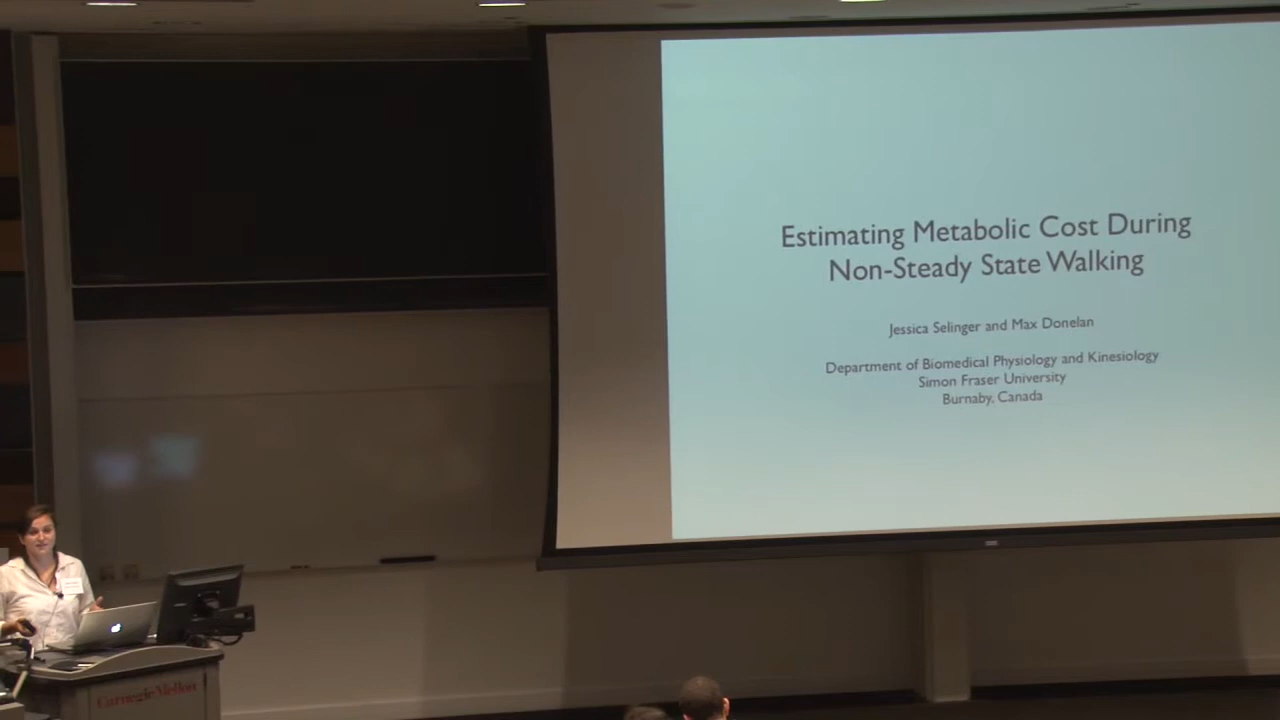 Estimating Metabolic Cost During
Non-Steady State Walking
Jessica Selinger and Max Donelan
Department of Biomedical Physiology and Kinesiology
Simon Fraser University
Burnaby, Canada
Carnegie Mellon